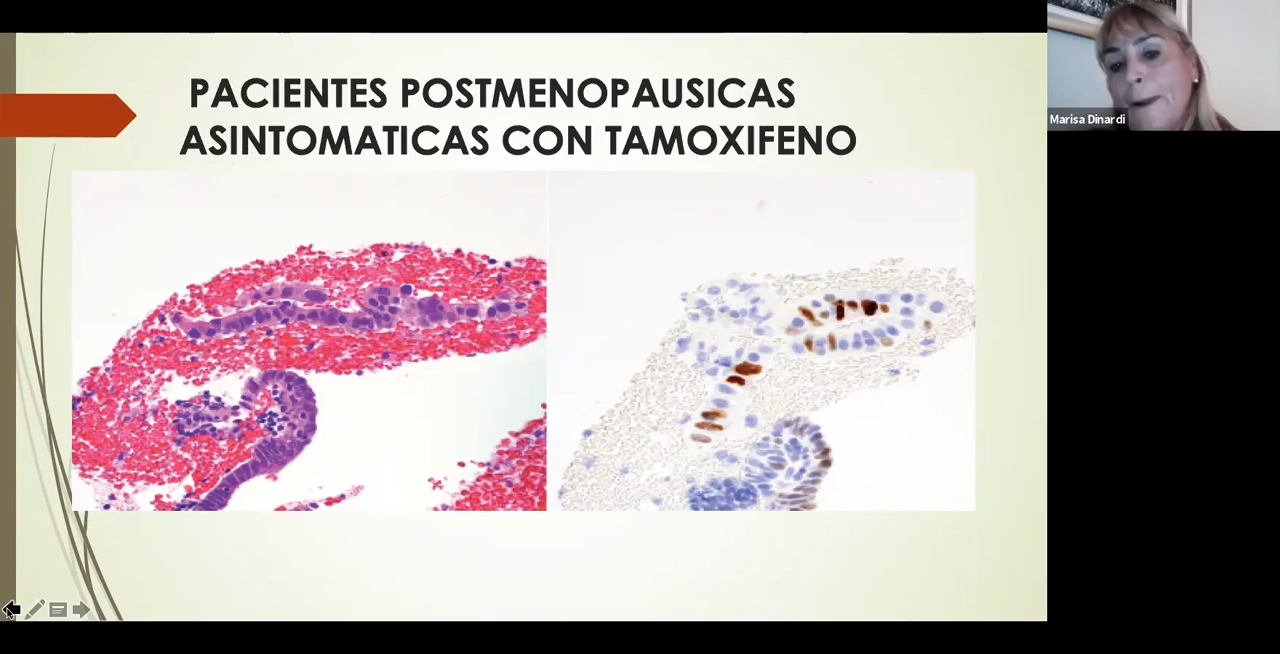 PACIENTES POSTMENOPAUSICAS
ASINTOMATICAS CON TAMOXIFENO
Marisa Dinardi